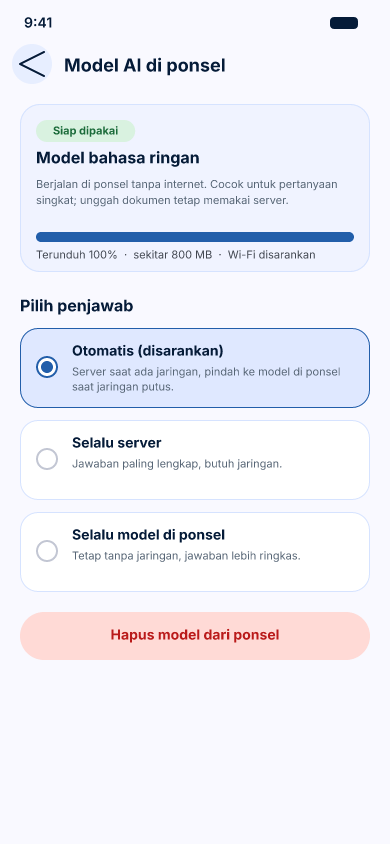 9:41
Model AI di ponsel
Siap dipakai
Model bahasa ringan
Berjalan di ponsel tanpa internet. Cocok untuk pertanyaan
singkat; unggah dokumen tetap memakai server.
Terunduh 100% · sekitar 800 MB · Wi-Fi disarankan
Pilih penjawab
Otomatis (disarankan)
Server saat ada jaringan, pindah ke model di ponsel
saat jaringan putus.
Selalu server
Jawaban paling lengkap, butuh jaringan.
Selalu model di ponsel
Tetap tanpa jaringan, jawaban lebih ringkas.
Hapus model dari ponsel